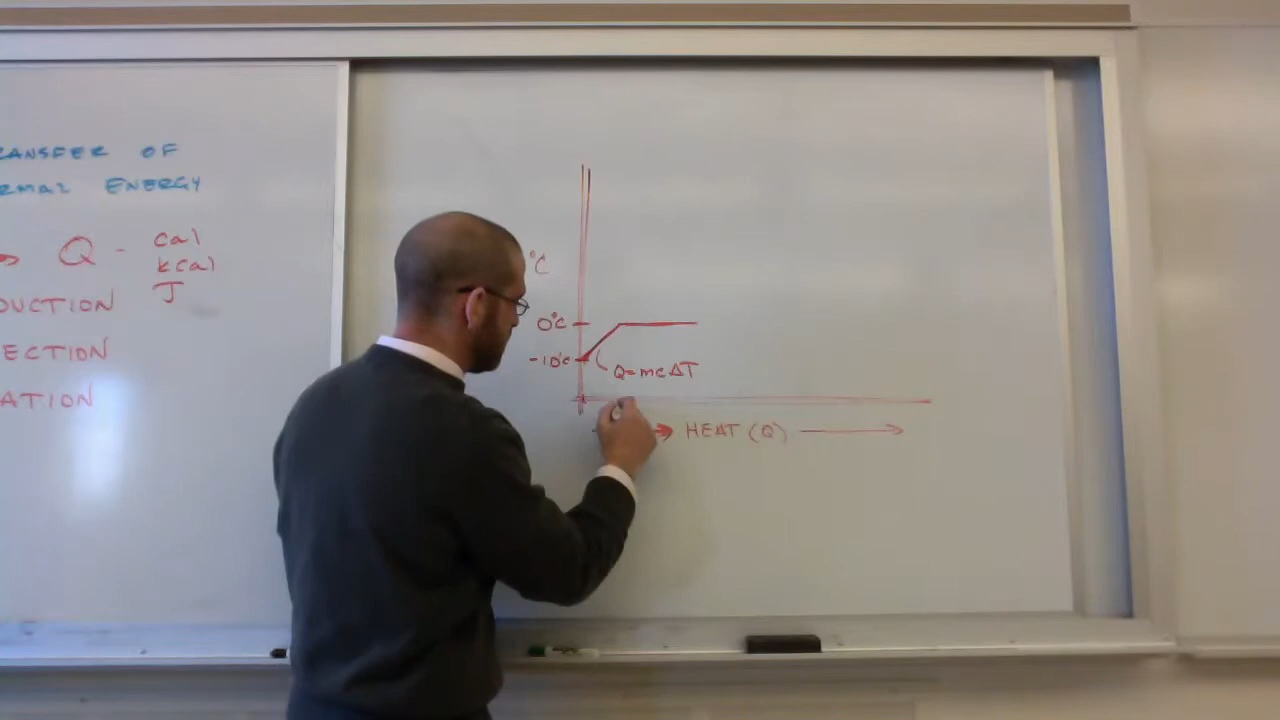 ANSFER OF
RMAL ENERGY
→ Q - cal
kcal
J
DUCTION
ECTION
ATION
°C
0°C
-10°C
Q=mcΔT
→ HEAT (Q) →